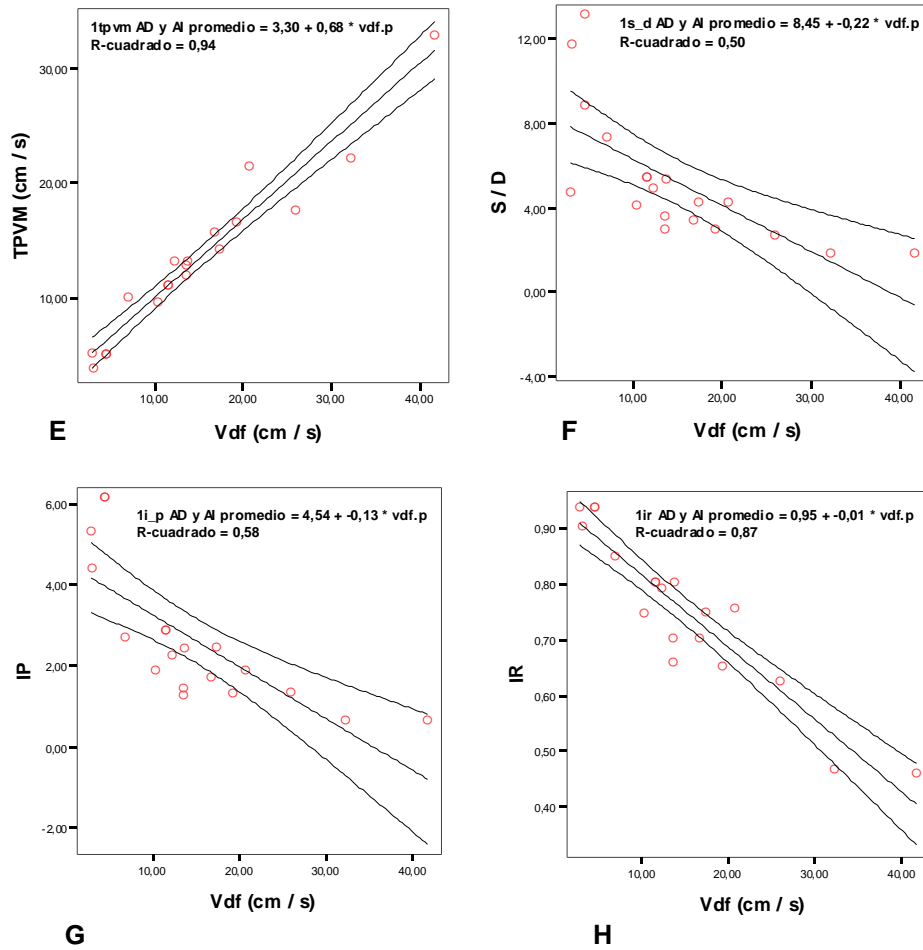 1tpvm AD y AI promedio = 3,30 + 0,68 * vdf.p
R-cuadrado = 0,94
30,00
20,00
10,00
TPVM (cm / s)
10,00 20,00 30,00 40,00
Vdf (cm / s)
E
1s_d AD y AI promedio = 8,45 + -0,22 * vdf.p
R-cuadrado = 0,50
12,00
8,00
4,00
0,00
-4,00
S / D
10,00 20,00 30,00 40,00
Vdf (cm / s)
F
1i_p AD y AI promedio = 4,54 + -0,13 * vdf.p
R-cuadrado = 0,58
6,00
4,00
2,00
0,00
-2,00
IP
10,00 20,00 30,00 40,00
Vdf (cm / s)
G
1ir AD y AI promedio = 0,95 + -0,01 * vdf.p
R-cuadrado = 0,87
0,90
0,80
0,70
0,60
0,50
0,40
IR
10,00 20,00 30,00 40,00
Vdf (cm / s)
H